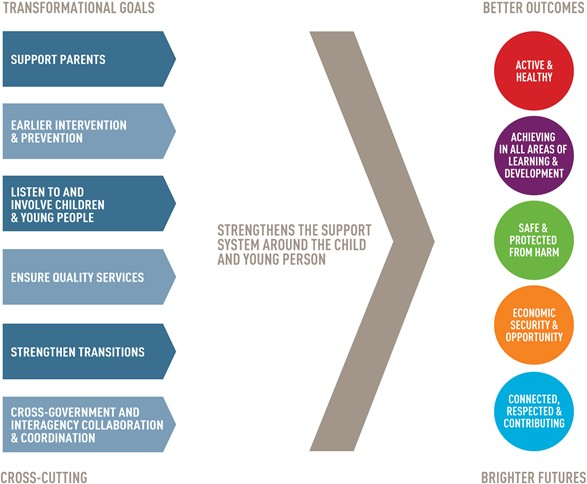 TRANSFORMATIONAL GOALS
SUPPORT PARENTS
EARLIER INTERVENTION
& PREVENTION
LISTEN TO AND
INVOLVE CHILDREN
& YOUNG PEOPLE
ENSURE QUALITY SERVICES
STRENGTHEN TRANSITIONS
CROSS-GOVERNMENT AND
INTERAGENCY COLLABORATION
& COORDINATION
CROSS-CUTTING
STRENGTHENS THE SUPPORT
SYSTEM AROUND THE CHILD
AND YOUNG PERSON
BETTER OUTCOMES
ACTIVE &
HEALTHY
ACHIEVING
IN ALL AREAS OF
LEARNING &
DEVELOPMENT
SAFE &
PROTECTED
FROM HARM
ECONOMIC
SECURITY &
OPPORTUNITY
CONNECTED,
RESPECTED &
CONTRIBUTING
BRIGHTER FUTURES